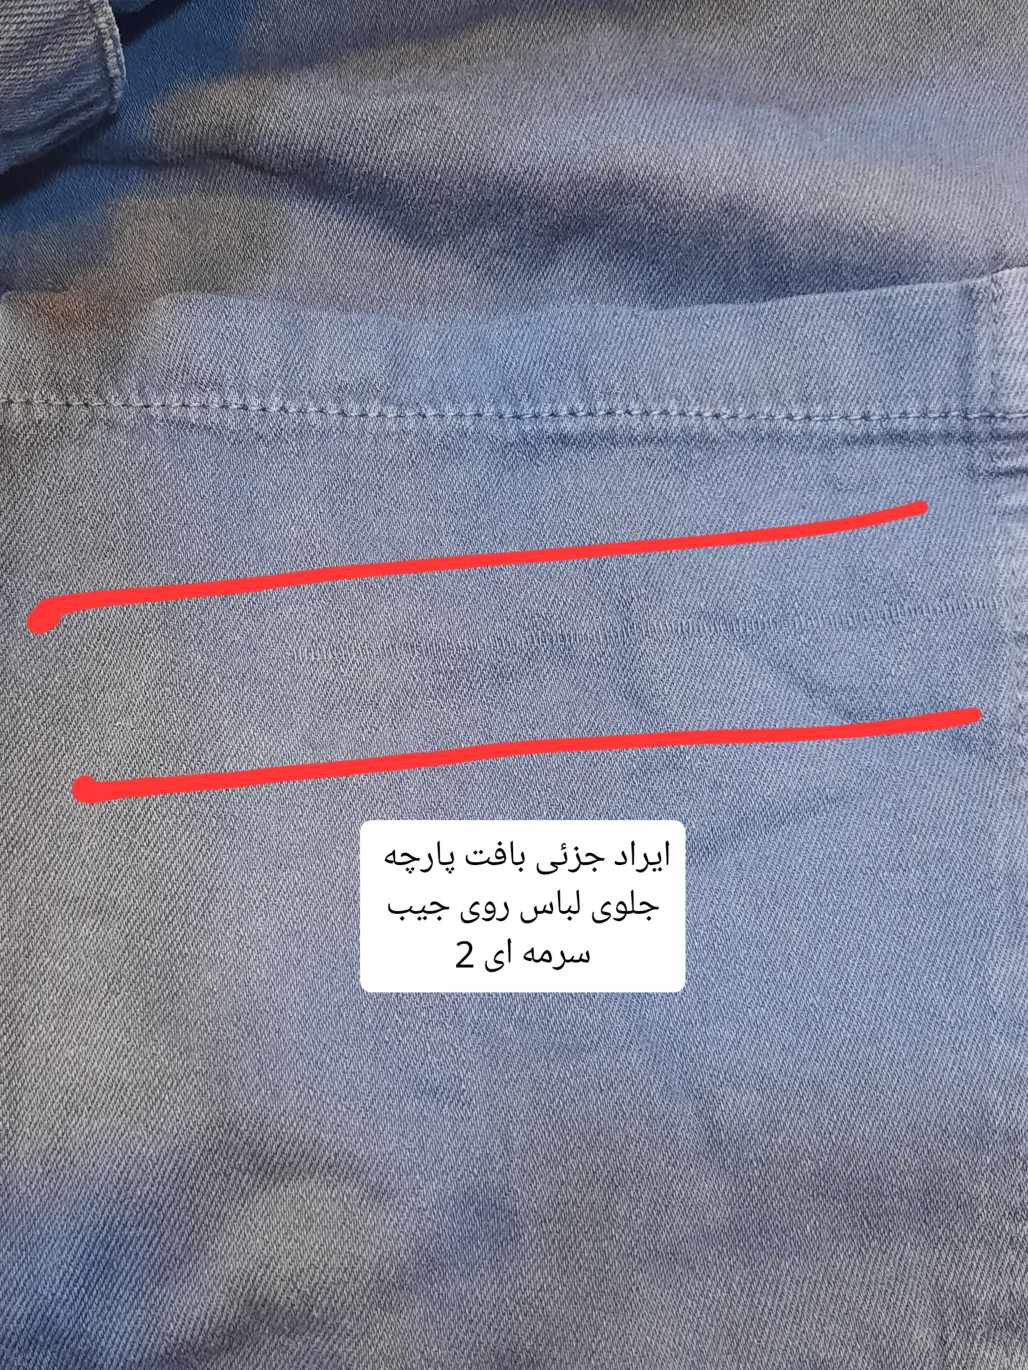 ایراد جزئی بافت پارچه
جلوی لباس روی جیب
سرمه ای 2